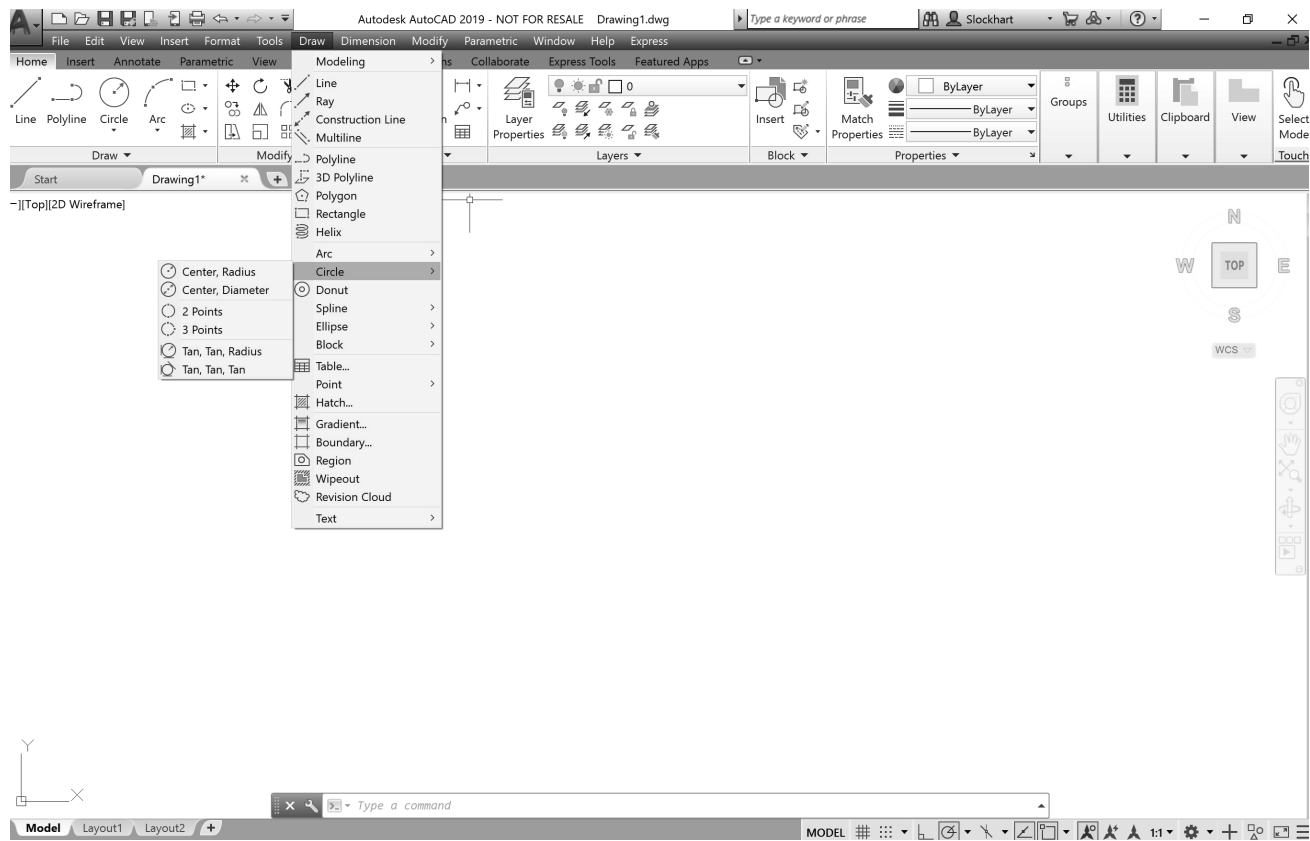 Autodesk AutoCAD 2019 - NOT FOR RESALE Drawing1.dwg Type a keyword or phrase Slockhart
File Edit View Insert Format Tools Draw Dimension Modify Parametric Window Help Express
Home Insert Annotate Parametric View ns Collaborate Express Tools Featured Apps
Line Polyline Circle Arc
Layer Properties
0
Insert
Match Properties
ByLayer
ByLayer
ByLayer
Groups
Utilities
Clipboard
View
Select
Mode
Draw Modify Layers Block Properties Touch
Start Drawing1* +
[Top][2D Wireframe]
Modeling
Line
Ray
Construction Line
Multiline
Polyline
3D Polyline
Polygon
Rectangle
Helix
Arc
Circle
Donut
Spline
Ellipse
Block
Table...
Point
Hatch...
Gradient...
Boundary...
Region
Wipeout
Revision Cloud
Text
Center, Radius
Center, Diameter
2 Points
3 Points
Tan, Tan, Radius
Tan, Tan, Tan
N
W TOP E
S
WCS
Y
X
Type a command
Model Layout1 Layout2 + MODEL 1:1